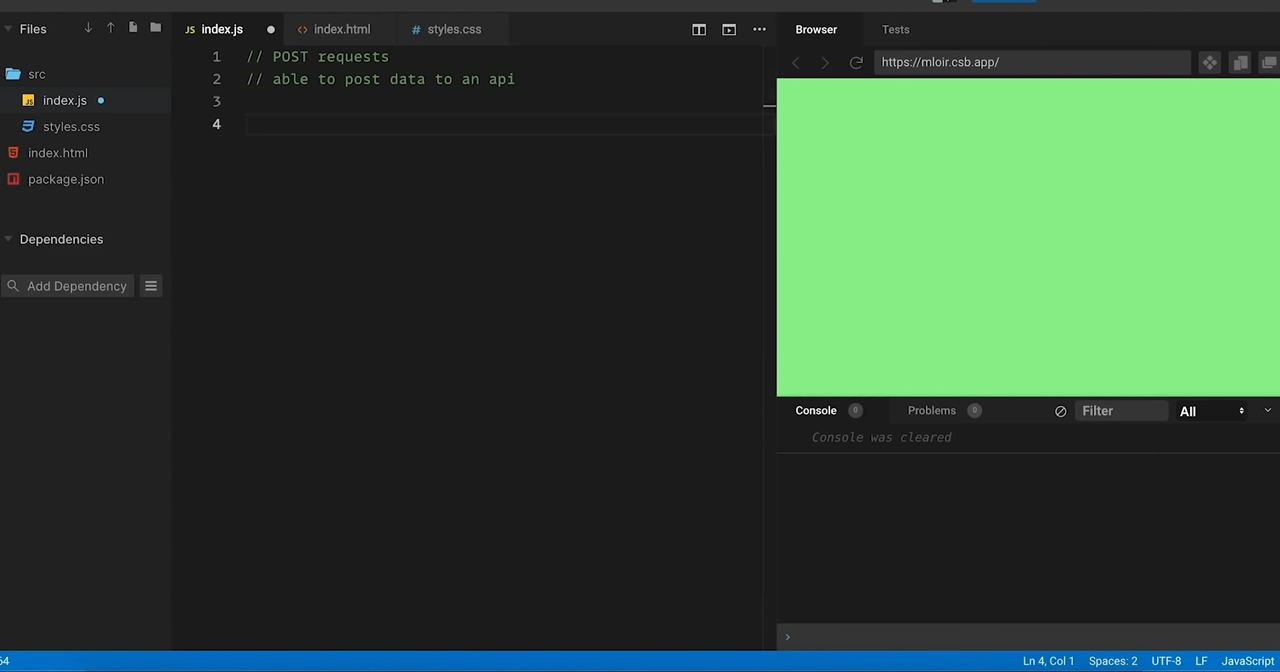 Files
src
index.js
styles.css
index.html
package.json
Dependencies
Add Dependency
JS index.js
<> index.html
# styles.css
1 // POST requests
2 // able to post data to an api
3
4
Browser
Tests
https://mloir.csb.app/
Console 0
Problems 0
Filter
All
Console was cleared
›
64
Ln 4, Col 1
Spaces: 2
UTF-8
LF
JavaScript